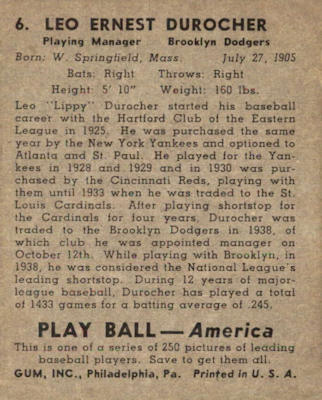 6. LEO ERNEST DUROCHER
Playing Manager Brooklyn Dodgers
Born: W. Springfield, Mass. July 27, 1905
Bats: Right Throws: Right
Height: 5' 10" Weight: 160 lbs.
Leo "Lippy" Durocher started his baseball
career with the Hartford Club of the Eastern
League in 1925. He was purchased the same
year by the New York Yankees and optioned to
Atlanta and St. Paul. He played for the Yan-
kees in 1928 and 1929 and in 1930 was pur-
chased by the Cincinnati Reds, playing with
them until 1933 when he was traded to the St.
Louis Cardinals. After playing shortstop for
the Cardinals for four years, Durocher was
traded to the Brooklyn Dodgers in 1938, of
which club he was appointed manager on
October 12th. While playing with Brooklyn, in
1938, he was considered the National League's
leading shortstop. During 12 years of major-
league baseball, Durocher has played a total
of 1433 games for a batting average of .245.
PLAY BALL — America
This is one of a series of 250 pictures of leading
baseball players. Save to get them all.
GUM, INC., Philadelphia, Pa. Printed in U. S. A.